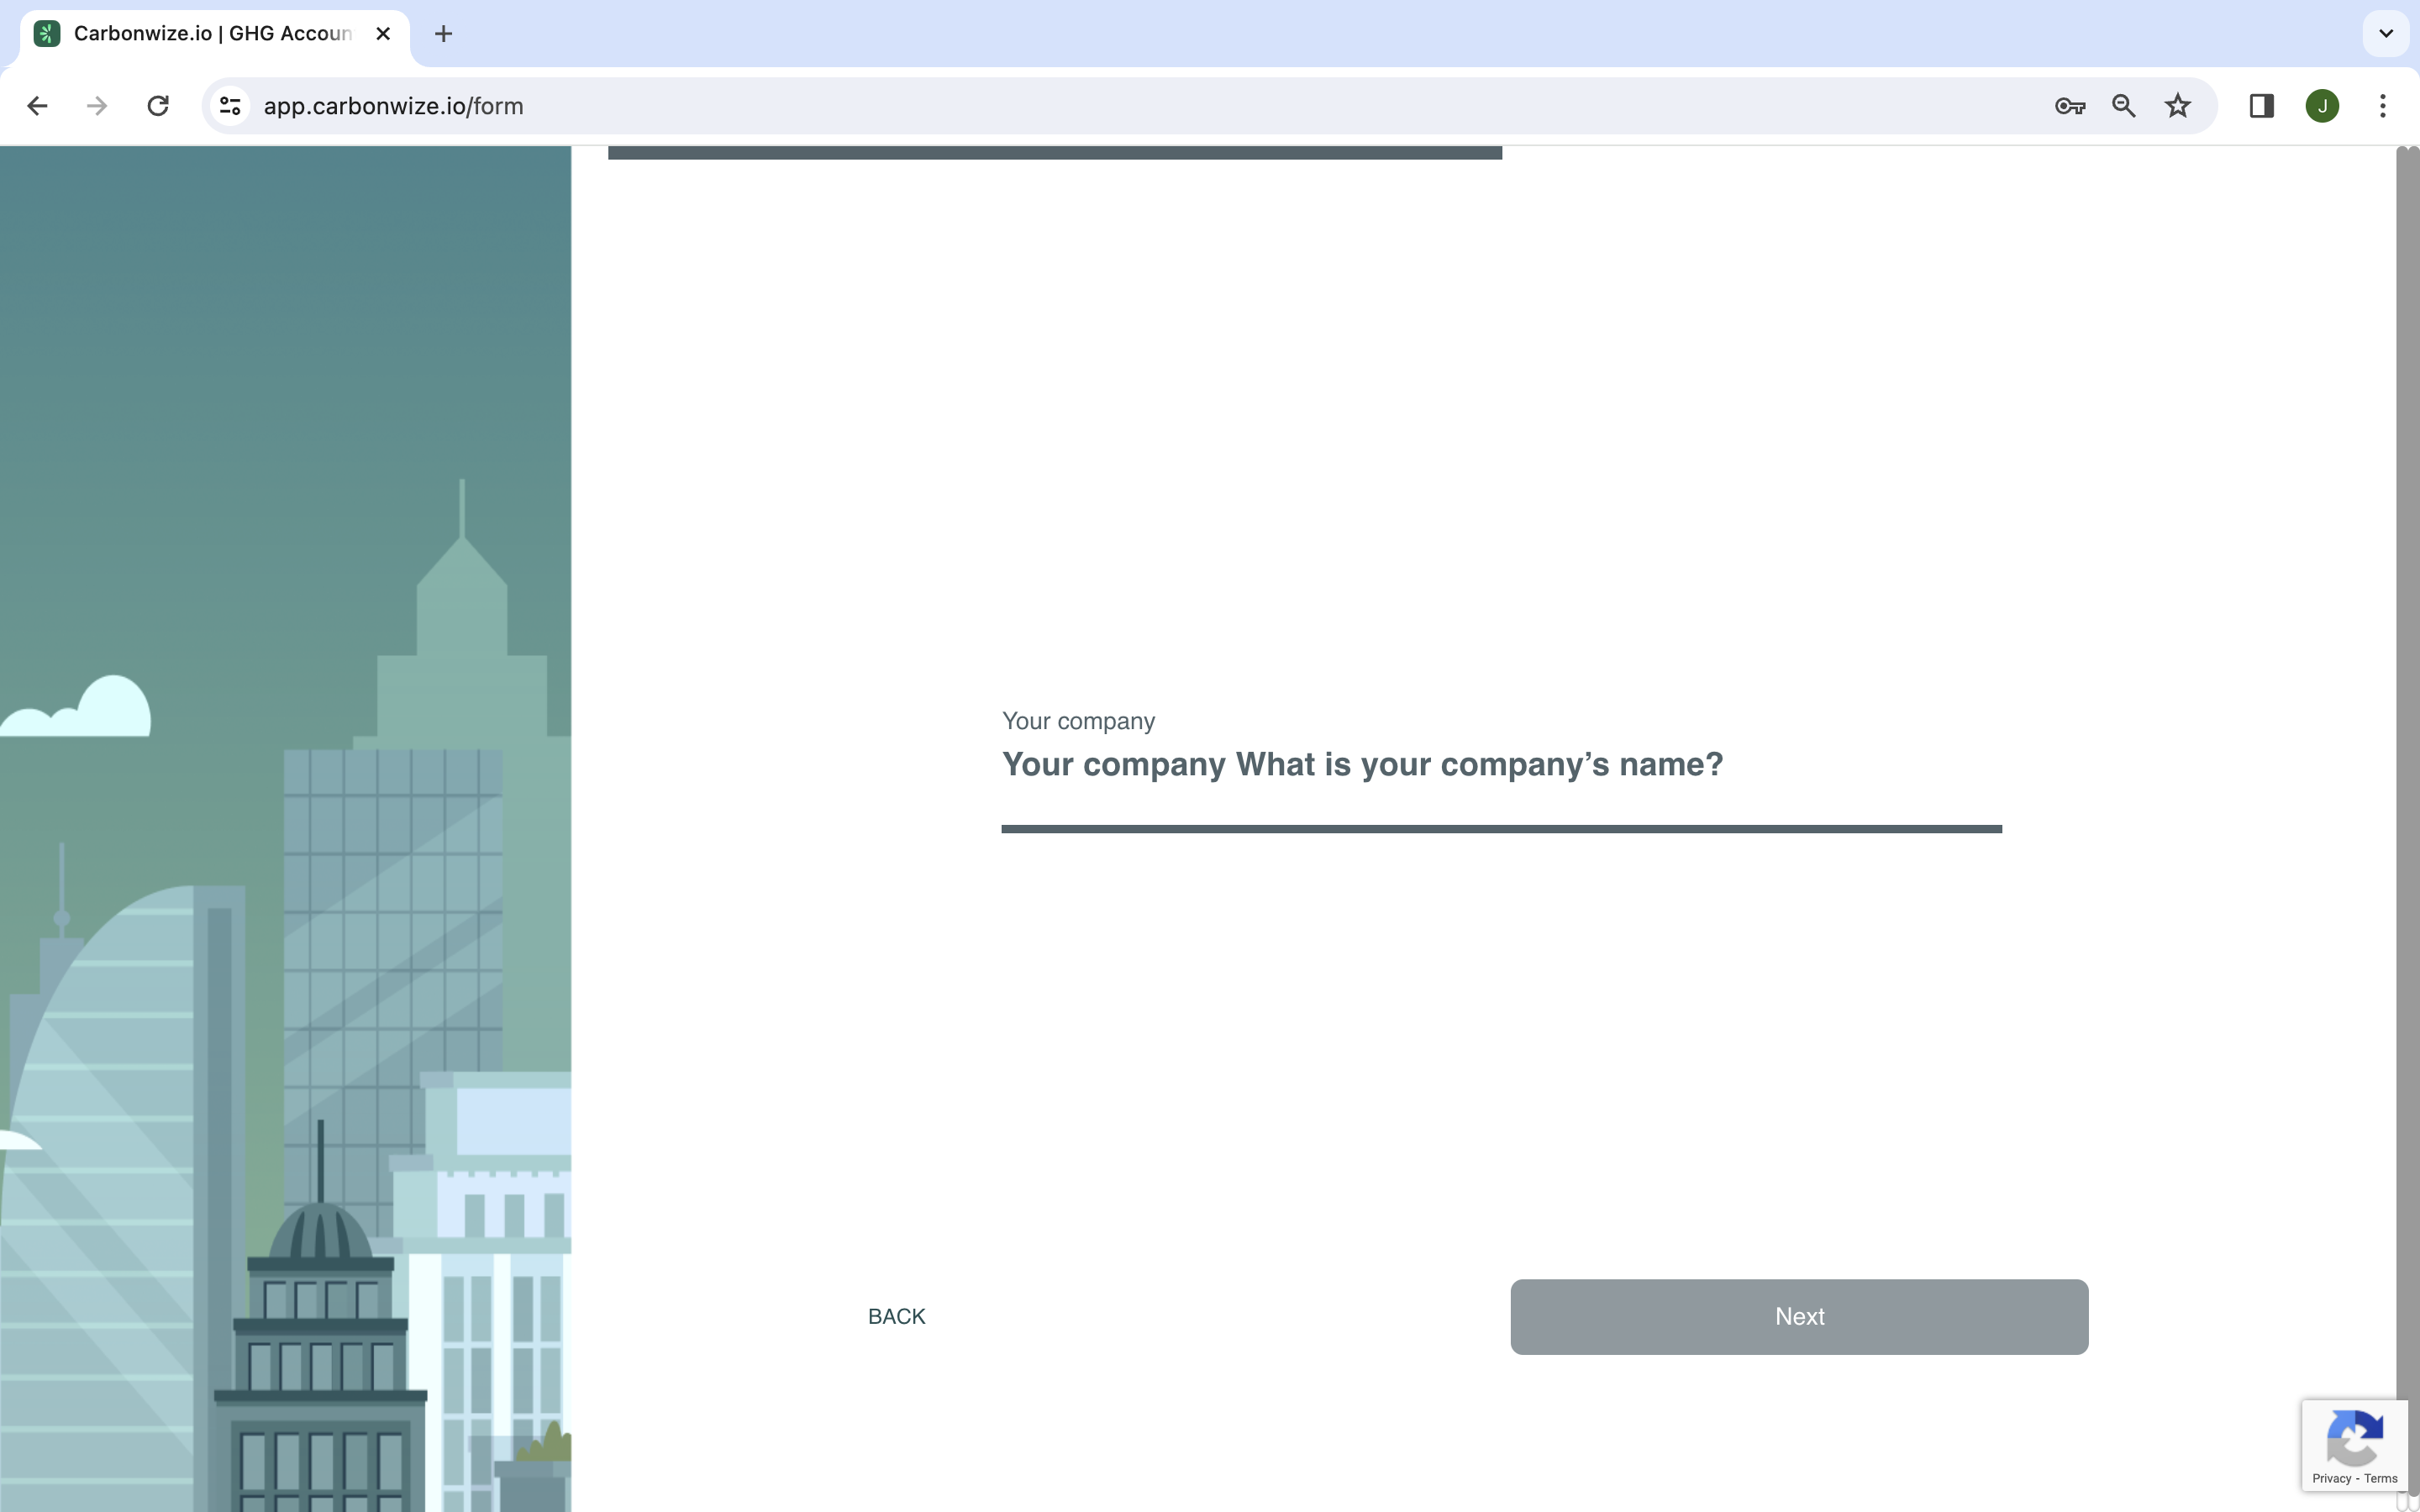 Carbonwize.io | GHG Accoun
app.carbonwize.io/form
J
Your company
Your company What is your company’s name?
BACK
Next
Privacy - Terms